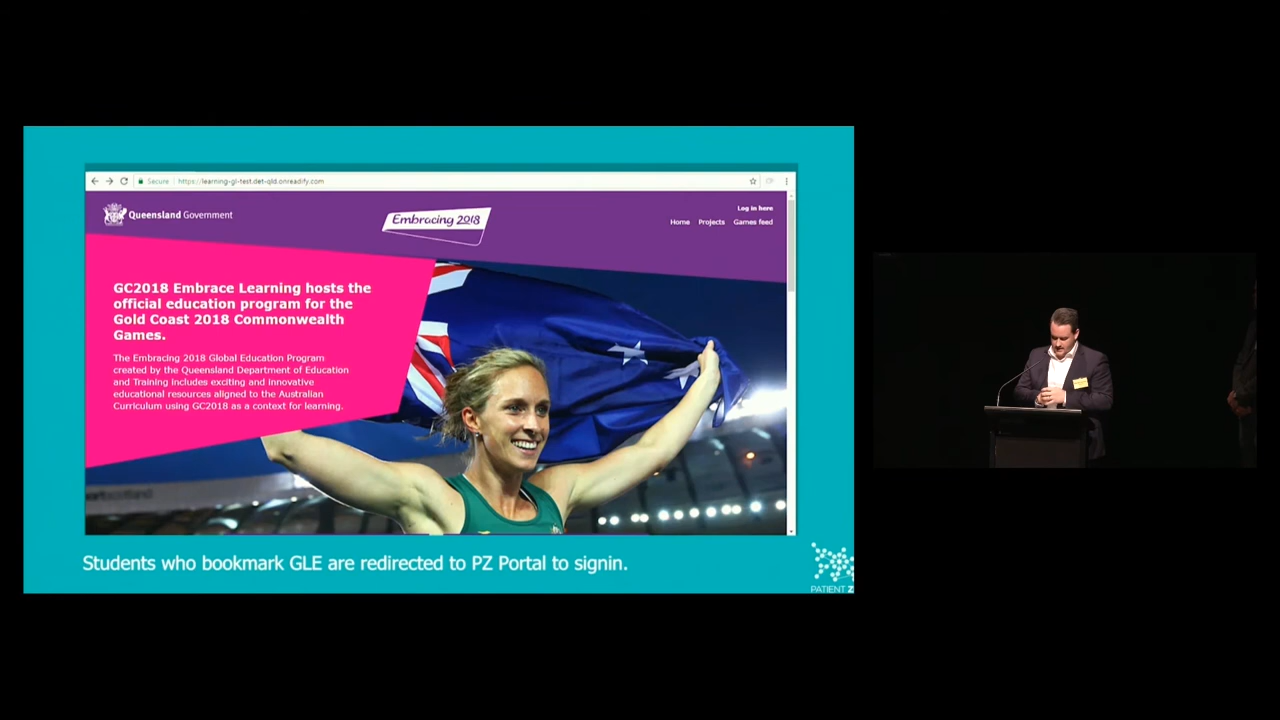 Secure
https://learning-gl-test.det-qld.onreadify.com
Queensland Government
Embracing 2018
Log in here
Home Projects Games feed
GC2018 Embrace Learning hosts the
official education program for the
Gold Coast 2018 Commonwealth
Games.
The Embracing 2018 Global Education Program
created by the Queensland Department of Education
and Training includes exciting and innovative
educational resources aligned to the Australian
Curriculum using GC2018 as a context for learning.
Students who bookmark GLE are redirected to PZ Portal to signin.
PATIENT Z